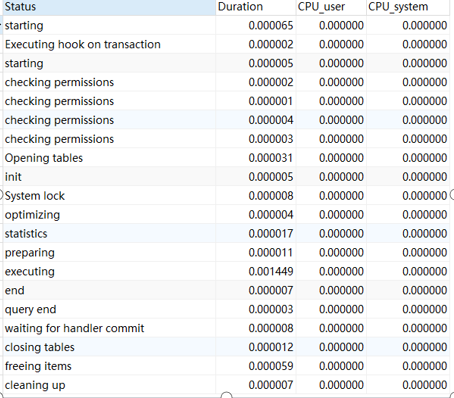 Status Duration CPU_user CPU_system
starting 0.000065 0.000000 0.000000
Executing hook on transaction 0.000002 0.000000 0.000000
starting 0.000005 0.000000 0.000000
checking permissions 0.000002 0.000000 0.000000
checking permissions 0.000001 0.000000 0.000000
checking permissions 0.000004 0.000000 0.000000
checking permissions 0.000003 0.000000 0.000000
Opening tables 0.000031 0.000000 0.000000
init 0.000005 0.000000 0.000000
System lock 0.000008 0.000000 0.000000
optimizing 0.000004 0.000000 0.000000
statistics 0.000017 0.000000 0.000000
preparing 0.000011 0.000000 0.000000
executing 0.001449 0.000000 0.000000
end 0.000007 0.000000 0.000000
query end 0.000003 0.000000 0.000000
waiting for handler commit 0.000008 0.000000 0.000000
closing tables 0.000012 0.000000 0.000000
freeing items 0.000059 0.000000 0.000000
cleaning up 0.000007 0.000000 0.000000